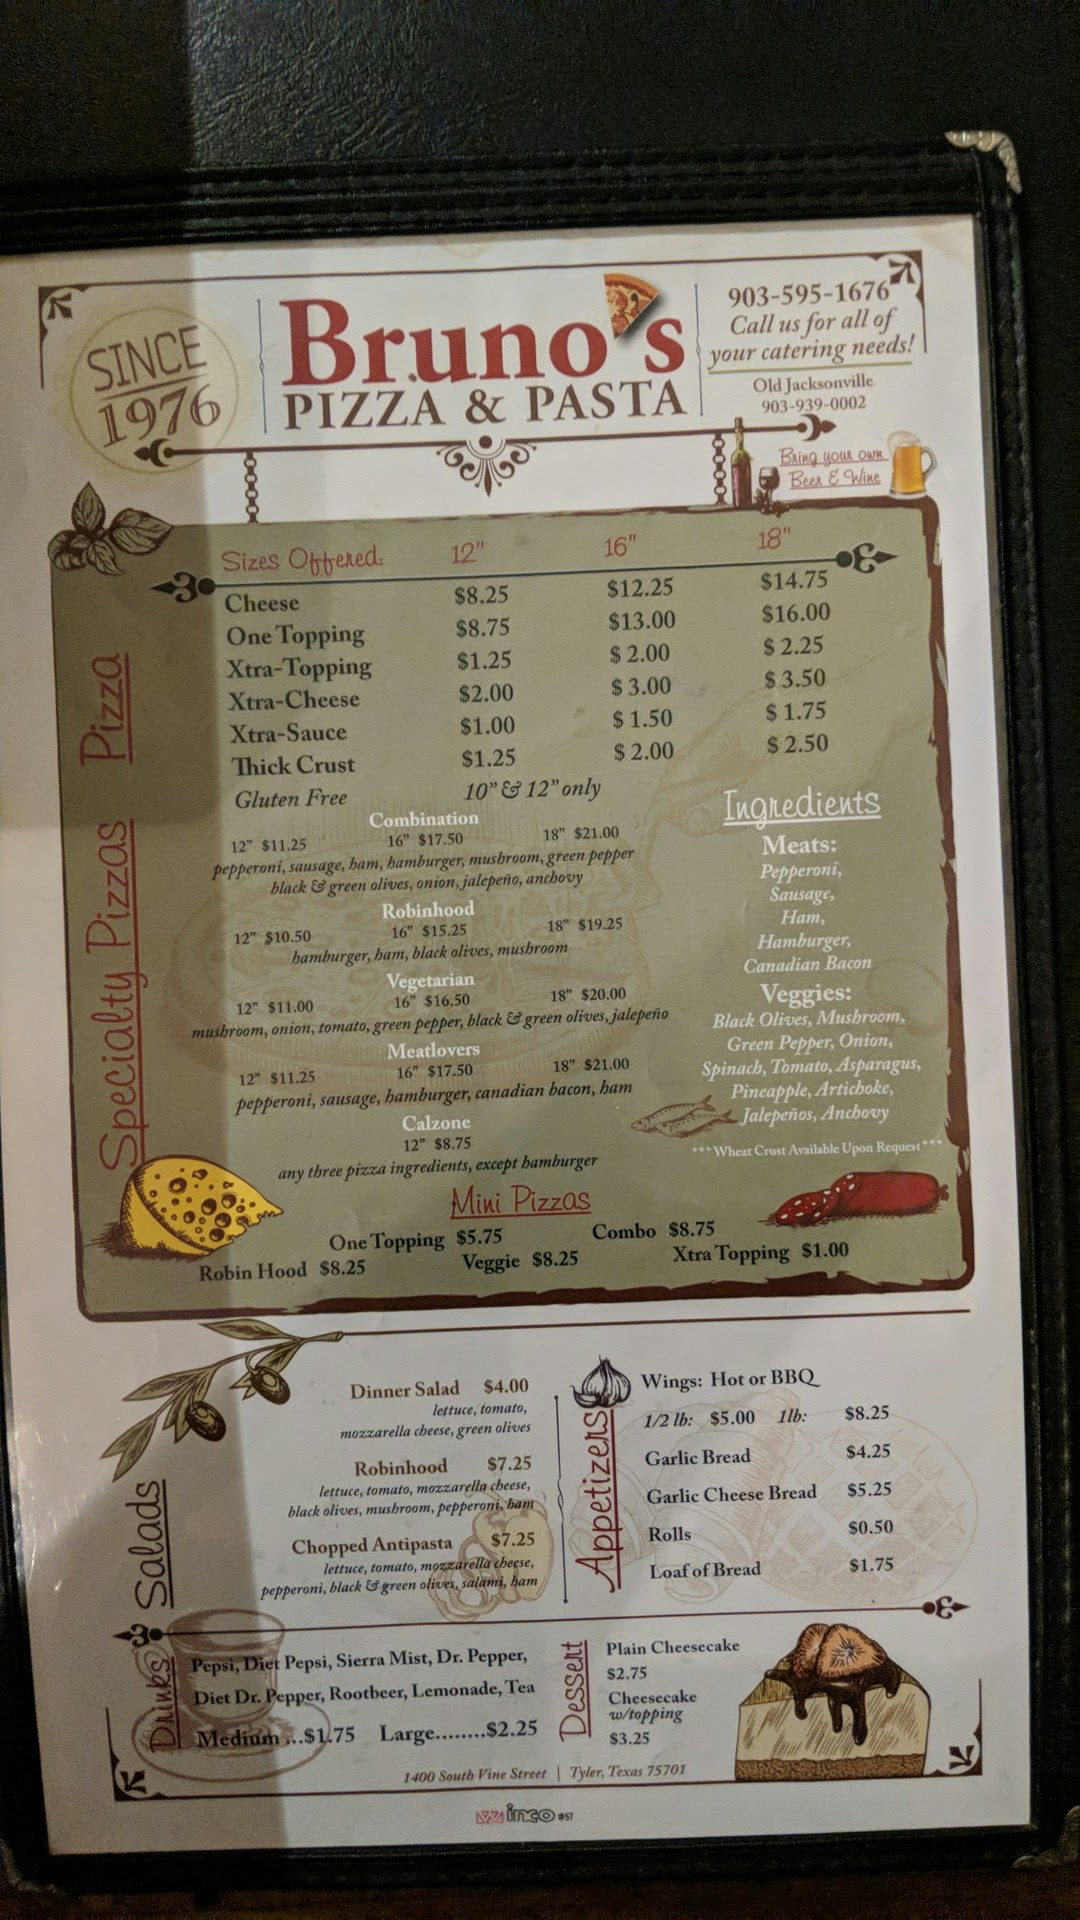 SINCE
1976
Bruno's
PIZZA & PASTA
903-595-1676
Call us for all of
your catering needs!
Old Jacksonville
903-939-0002
Bring your own
Beer & Wine
Pizza
Sizes Offered: 12" 16" 18"
Cheese $8.25 $12.25 $14.75
One Topping $8.75 $13.00 $16.00
Xtra-Topping $1.25 $ 2.00 $ 2.25
Xtra-Cheese $2.00 $ 3.00 $ 3.50
Xtra-Sauce $1.00 $ 1.50 $ 1.75
Thick Crust $1.25 $ 2.00 $ 2.50
Gluten Free 10" & 12" only
Specialty Pizzas
Combination
12" $11.25 16" $17.50 18" $21.00
pepperoni, sausage, ham, hamburger, mushroom, green pepper
black & green olives, onion, jalepeño, anchovy
Robinhood
12" $10.50 16" $15.25 18" $19.25
hamburger, ham, black olives, mushroom
Vegetarian
12" $11.00 16" $16.50 18" $20.00
mushroom, onion, tomato, green pepper, black & green olives, jalepeño
Meatlovers
12" $11.25 16" $17.50 18" $21.00
pepperoni, sausage, hamburger, canadian bacon, ham
Calzone
12" $8.75
any three pizza ingredients, except hamburger
Ingredients
Meats:
Pepperoni,
Sausage,
Ham,
Hamburger,
Canadian Bacon
Veggies:
Black Olives, Mushroom,
Green Pepper, Onion,
Spinach, Tomato, Asparagus,
Pineapple, Artichoke,
Jalepeños, Anchovy
***Wheat Crust Available Upon Request***
Mini Pizzas
One Topping $5.75 Combo $8.75
Robin Hood $8.25 Veggie $8.25 Xtra Topping $1.00
Salads
Dinner Salad $4.00
lettuce, tomato,
mozzarella cheese, green olives
Robinhood $7.25
lettuce, tomato, mozzarella cheese,
black olives, mushroom, pepperoni, ham
Chopped Antipasta $7.25
lettuce, tomato, mozzarella cheese,
pepperoni, black & green olives, salami, ham
Appetizers
Wings: Hot or BBQ
1/2 lb: $5.00 1lb: $8.25
Garlic Bread $4.25
Garlic Cheese Bread $5.25
Rolls $0.50
Loaf of Bread $1.75
Drinks
Pepsi, Diet Pepsi, Sierra Mist, Dr. Pepper,
Diet Dr. Pepper, Rootbeer, Lemonade, Tea
Medium ...$1.75 Large........$2.25
Dessert
Plain Cheesecake
$2.75
Cheesecake
w/topping
$3.25
1400 South Vine Street | Tyler, Texas 75701
winco #57